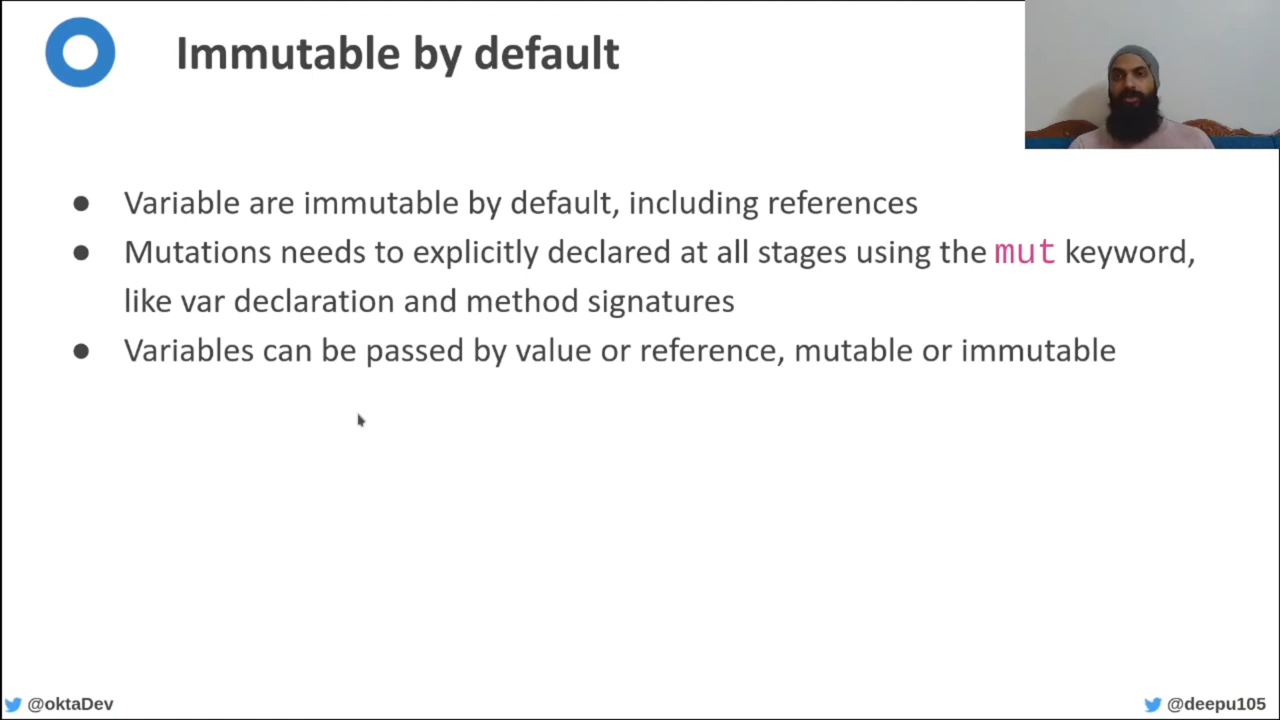 Immutable by default
● Variable are immutable by default, including references
● Mutations needs to explicitly declared at all stages using the mut keyword,
like var declaration and method signatures
● Variables can be passed by value or reference, mutable or immutable
@oktaDev
@deepu105